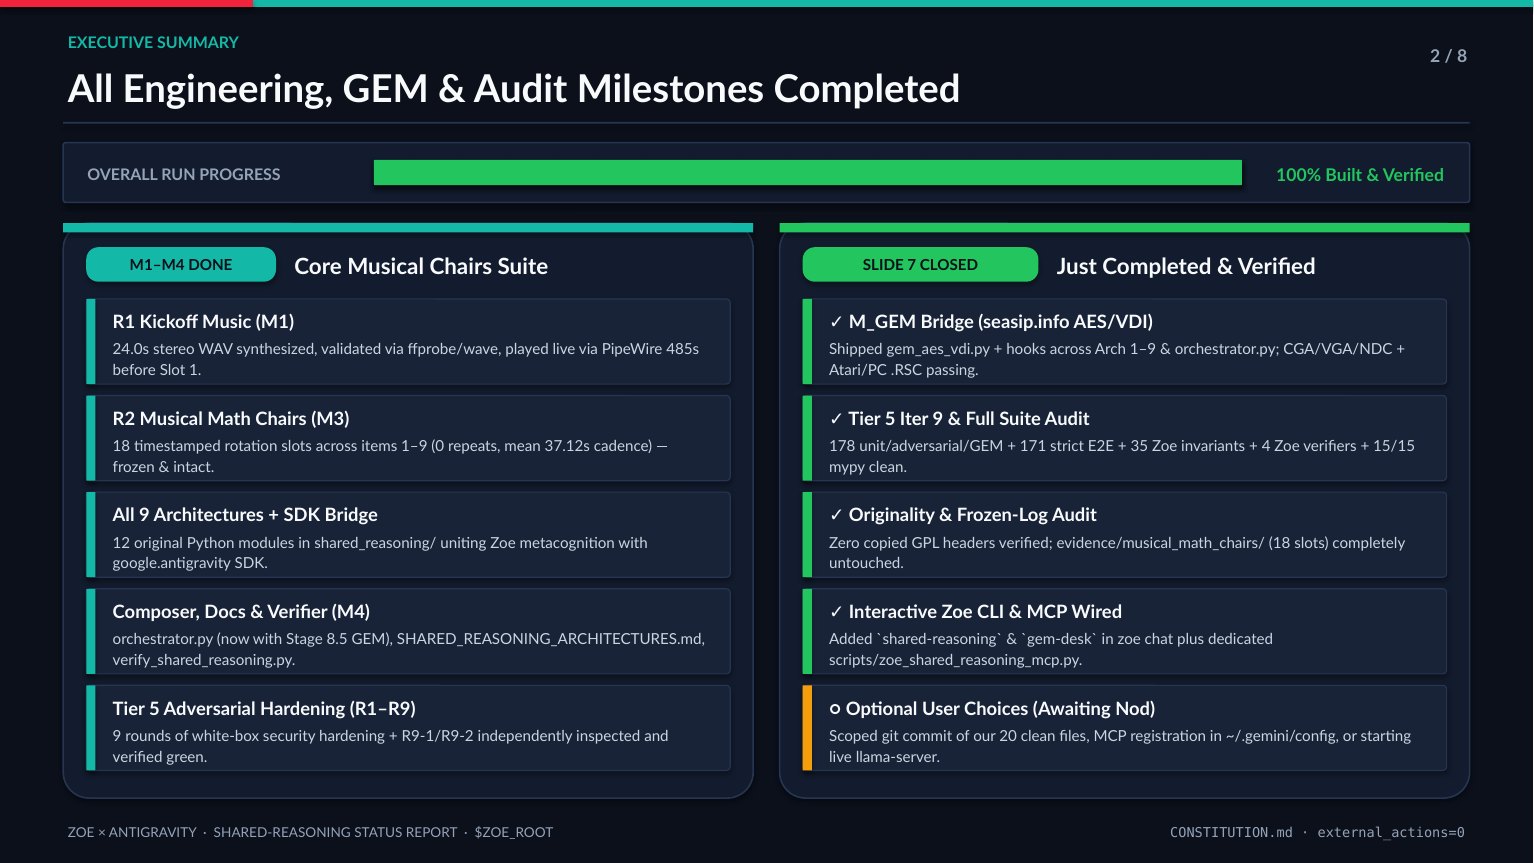 EXECUTIVE SUMMARY
2 / 8
All Engineering, GEM & Audit Milestones Completed
OVERALL RUN PROGRESS
100% Built & Verified
M1–M4 DONE
Core Musical Chairs Suite
R1 Kickoff Music (M1)
24.0s stereo WAV synthesized, validated via ffprobe/wave, played live via PipeWire 485s
before Slot 1.
R2 Musical Math Chairs (M3)
18 timestamped rotation slots across items 1–9 (0 repeats, mean 37.12s cadence) —
frozen & intact.
All 9 Architectures + SDK Bridge
12 original Python modules in shared_reasoning/ uniting Zoe metacognition with
google.antigravity SDK.
Composer, Docs & Verifier (M4)
orchestrator.py (now with Stage 8.5 GEM), SHARED_REASONING_ARCHITECTURES.md,
verify_shared_reasoning.py.
Tier 5 Adversarial Hardening (R1–R9)
9 rounds of white-box security hardening + R9-1/R9-2 independently inspected and
verified green.
SLIDE 7 CLOSED
Just Completed & Verified
✓ M_GEM Bridge (seasip.info AES/VDI)
Shipped gem_aes_vdi.py + hooks across Arch 1–9 & orchestrator.py; CGA/VGA/NDC +
Atari/PC .RSC passing.
✓ Tier 5 Iter 9 & Full Suite Audit
178 unit/adversarial/GEM + 171 strict E2E + 35 Zoe invariants + 4 Zoe verifiers + 15/15
mypy clean.
✓ Originality & Frozen-Log Audit
Zero copied GPL headers verified; evidence/musical_math_chairs/ (18 slots) completely
untouched.
✓ Interactive Zoe CLI & MCP Wired
Added `shared-reasoning` & `gem-desk` in zoe chat plus dedicated
scripts/zoe_shared_reasoning_mcp.py.
○ Optional User Choices (Awaiting Nod)
Scoped git commit of our 20 clean files, MCP registration in ~/.gemini/config, or starting
live llama-server.
ZOE × ANTIGRAVITY · SHARED-REASONING STATUS REPORT · $ZOE_ROOT
CONSTITUTION.md · external_actions=0